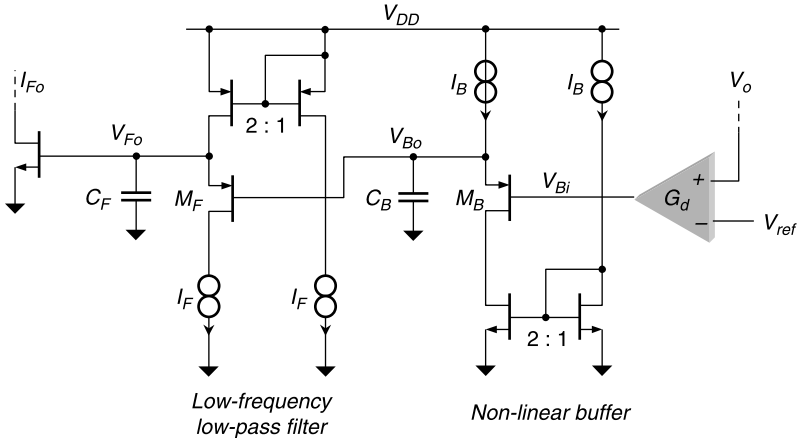 V_DD
I_Fo
I_B
I_B
V_o
V_Fo
2 : 1
V_Bo
C_F
M_F
C_B
M_B
V_Bi
+
G_d
−
V_ref
I_F
I_F
2 : 1
Low-frequency
low-pass filter
Non-linear buffer